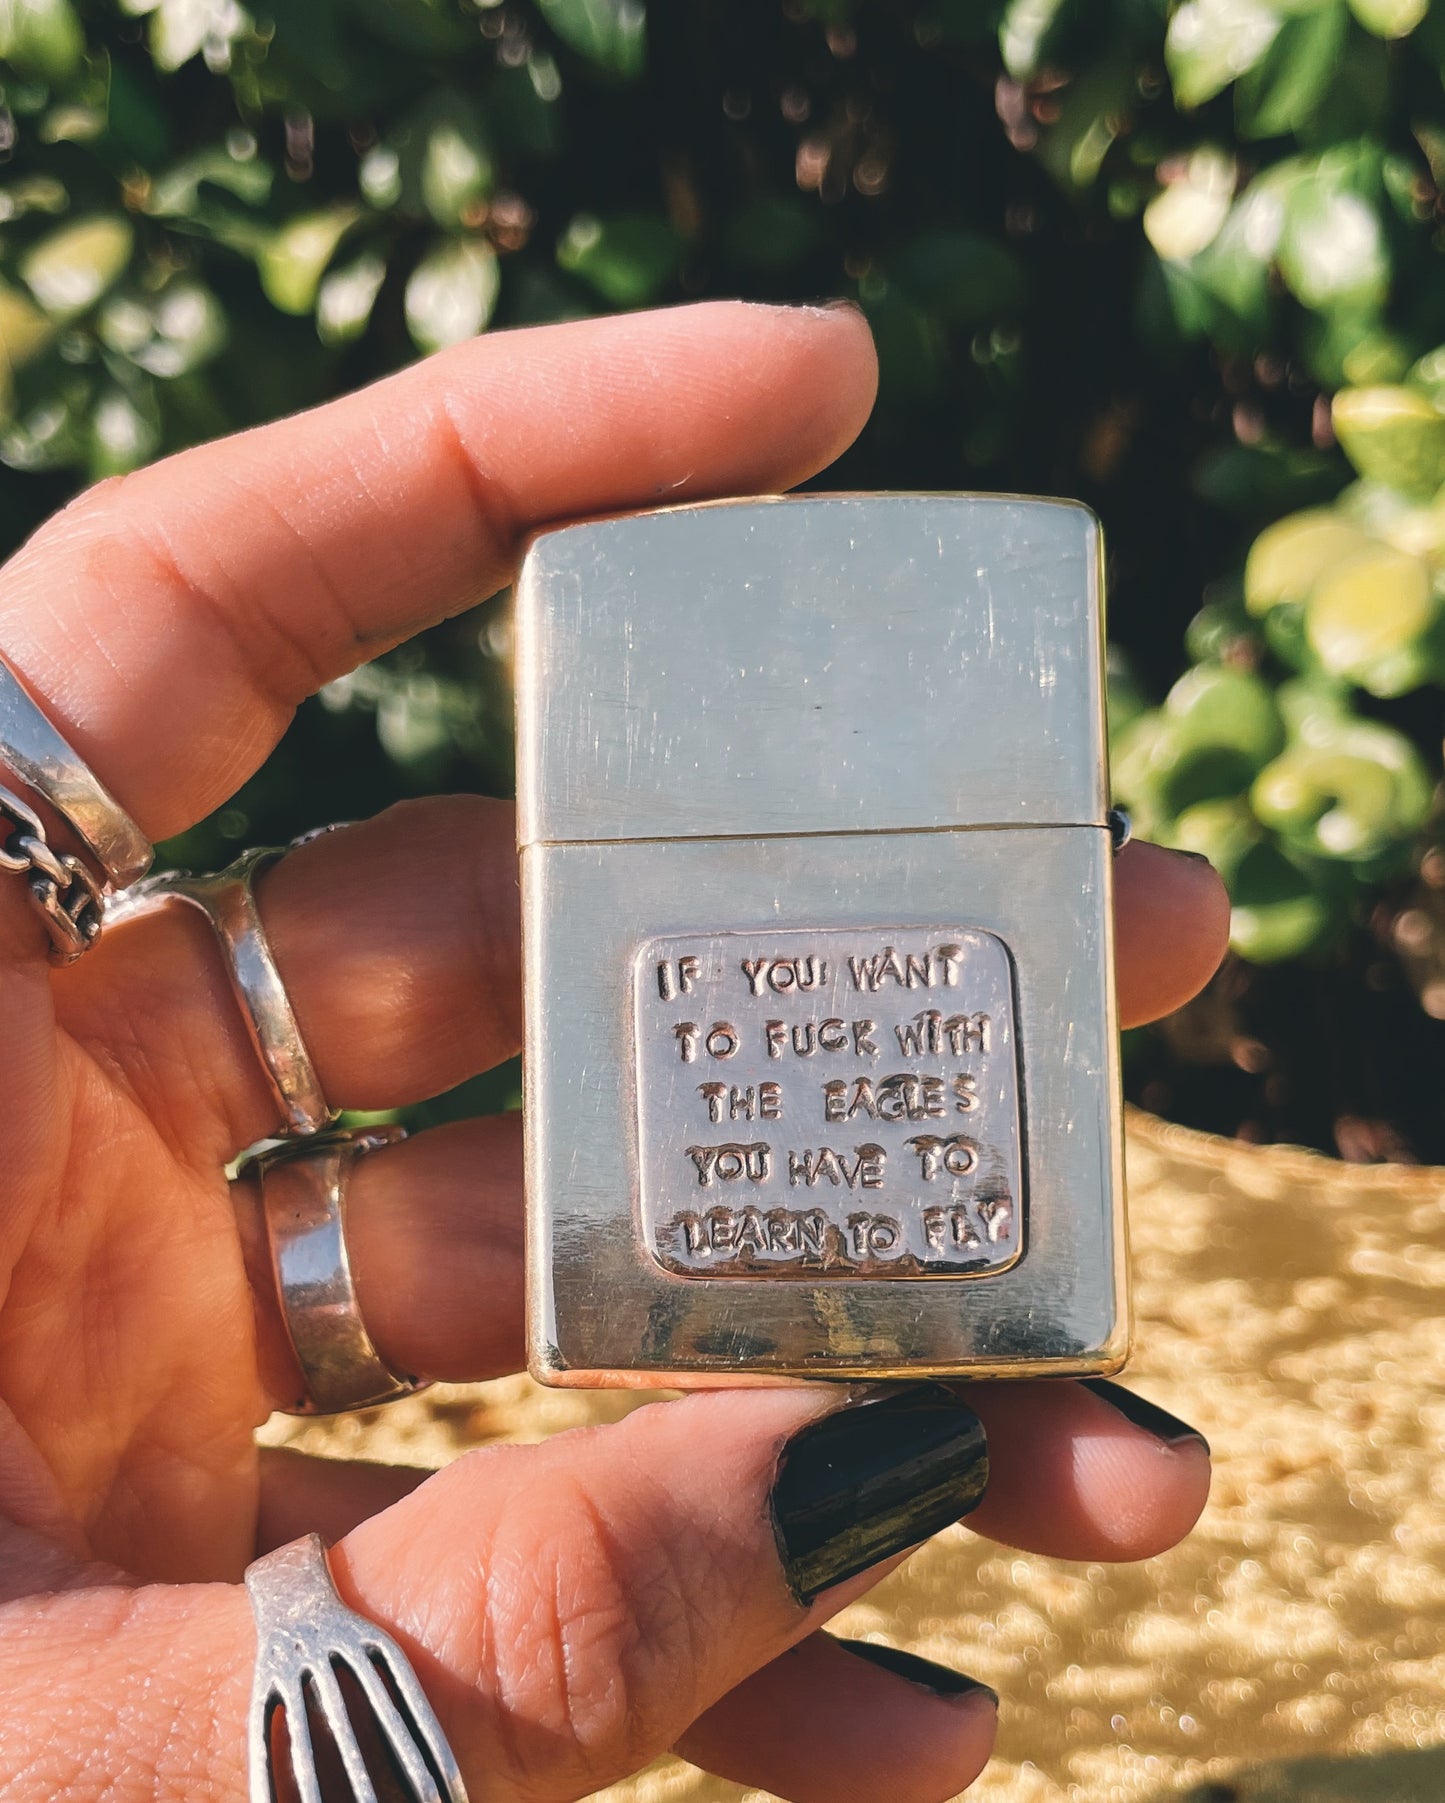 IF YOU WANT
TO FUCK WITH
THE EAGLES
YOU HAVE TO
LEARN TO FLY